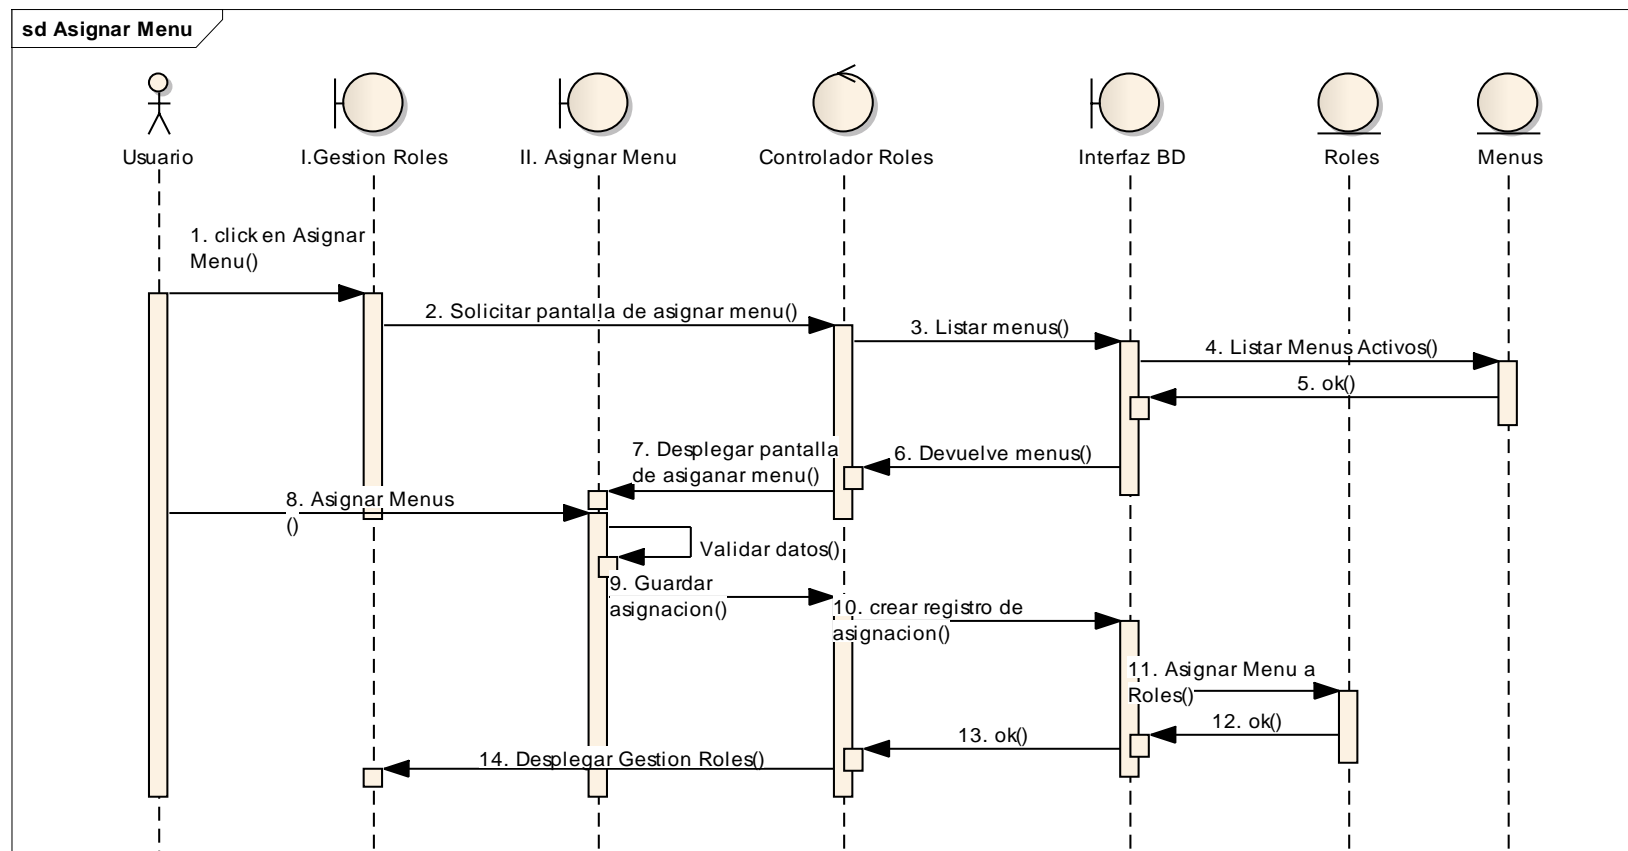 sd Asignar Menu
Usuario
I.Gestion Roles
II. Asignar Menu
Controlador Roles
Interfaz BD
Roles
Menus
1. click en Asignar
Menu()
2. Solicitar pantalla de asignar menu()
3. Listar menus()
4. Listar Menus Activos()
5. ok()
6. Devuelve menus()
7. Desplegar pantalla
de asiganar menu()
8. Asignar Menus
()
Validar datos()
9. Guardar
asignacion()
10. crear registro de
asignacion()
11. Asignar Menu a
Roles()
12. ok()
13. ok()
14. Desplegar Gestion Roles()